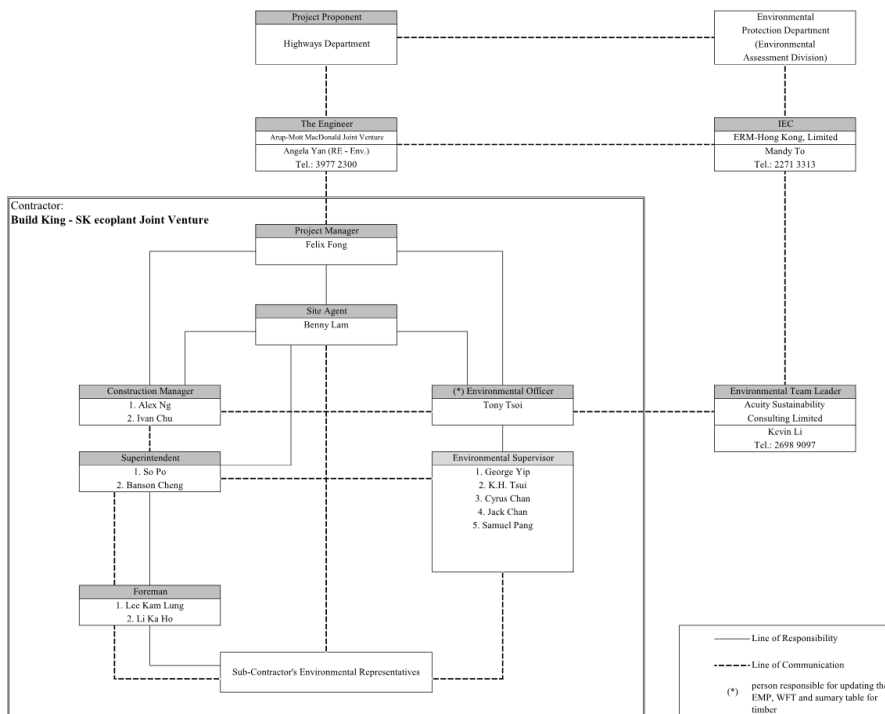 Project Proponent
Highways Department
Environmental
Protection Department
(Environmental
Assessment Division)
The Engineer
Arup-Mott MacDonald Joint Venture
Angela Yan (RE - Env.)
Tel.: 3977 2300
IEC
ERM-Hong Kong, Limited
Mandy To
Tel.: 2271 3313
Contractor:
Build King - SK ecoplant Joint Venture
Project Manager
Felix Fong
Site Agent
Benny Lam
Construction Manager
1. Alex Ng
2. Ivan Chu
(*) Environmental Officer
Tony Tsoi
Environmental Team Leader
Acuity Sustainability
Consulting Limited
Kevin Li
Tel.: 2698 9097
Superintendent
1. So Po
2. Banson Cheng
Environmental Supervisor
1. George Yip
2. K.H. Tsui
3. Cyrus Chan
4. Jack Chan
5. Samuel Pang
Foreman
1. Lee Kam Lung
2. Li Ka Ho
Sub-Contractor's Environmental Representatives
Line of Responsibility
Line of Communication
(*) person responsible for updating the
EMP, WFT and sumary table for
timber